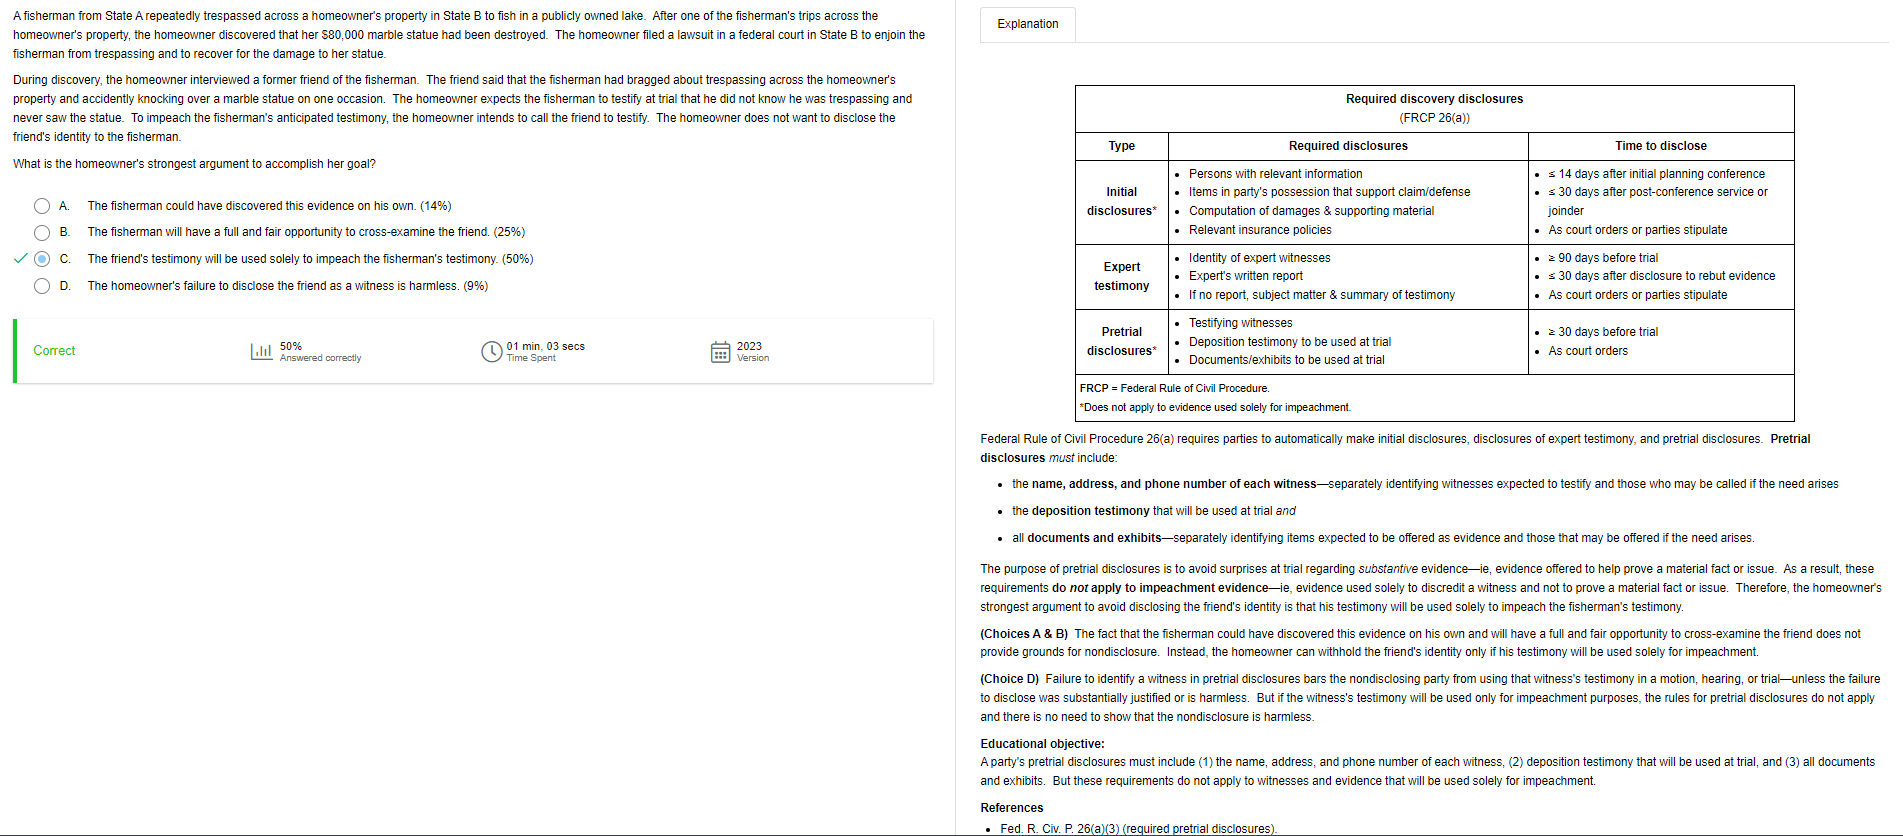 A fisherman from State A repeatedly trespassed across a homeowner's property in State B to fish in a publicly owned lake. After one of the fisherman's trips across the
homeowner's property, the homeowner discovered that her $80,000 marble statue had been destroyed. The homeowner filed a lawsuit in a federal court in State B to enjoin the
fisherman from trespassing and to recover for the damage to her statue.
During discovery, the homeowner interviewed a former friend of the fisherman. The friend said that the fisherman had bragged about trespassing across the homeowner's
property and accidently knocking over a marble statue on one occasion. The homeowner expects the fisherman to testify at trial that he did not know he was trespassing and
never saw the statue. To impeach the fisherman's anticipated testimony, the homeowner intends to call the friend to testify. The homeowner does not want to disclose the
friend's identity to the fisherman.
What is the homeowner's strongest argument to accomplish her goal?
A. The fisherman could have discovered this evidence on his own. (14%)
B. The fisherman will have a full and fair opportunity to cross-examine the friend. (25%)
C. The friend's testimony will be used solely to impeach the fisherman's testimony. (50%)
D. The homeowner's failure to disclose the friend as a witness is harmless. (9%)
Correct
50%
Answered correctly
01 min, 03 secs
Time Spent
2023
Version
Explanation
Required discovery disclosures
(FRCP 26(a))
Type
Required disclosures
Time to disclose
Initial
disclosures*
• Persons with relevant information
• Items in party's possession that support claim/defense
• Computation of damages & supporting material
• Relevant insurance policies
• ≤ 14 days after initial planning conference
• ≤ 30 days after post-conference service or
joinder
• As court orders or parties stipulate
Expert
testimony
• Identity of expert witnesses
• Expert's written report
• If no report, subject matter & summary of testimony
• ≥ 90 days before trial
• ≤ 30 days after disclosure to rebut evidence
• As court orders or parties stipulate
Pretrial
disclosures*
• Testifying witnesses
• Deposition testimony to be used at trial
• Documents/exhibits to be used at trial
• ≥ 30 days before trial
• As court orders
FRCP = Federal Rule of Civil Procedure.
*Does not apply to evidence used solely for impeachment.
Federal Rule of Civil Procedure 26(a) requires parties to automatically make initial disclosures, disclosures of expert testimony, and pretrial disclosures. Pretrial
disclosures must include:
• the name, address, and phone number of each witness—separately identifying witnesses expected to testify and those who may be called if the need arises
• the deposition testimony that will be used at trial and
• all documents and exhibits—separately identifying items expected to be offered as evidence and those that may be offered if the need arises.
The purpose of pretrial disclosures is to avoid surprises at trial regarding substantive evidence—ie, evidence offered to help prove a material fact or issue. As a result, these
requirements do not apply to impeachment evidence—ie, evidence used solely to discredit a witness and not to prove a material fact or issue. Therefore, the homeowner's
strongest argument to avoid disclosing the friend's identity is that his testimony will be used solely to impeach the fisherman's testimony.
(Choices A & B) The fact that the fisherman could have discovered this evidence on his own and will have a full and fair opportunity to cross-examine the friend does not
provide grounds for nondisclosure. Instead, the homeowner can withhold the friend's identity only if his testimony will be used solely for impeachment.
(Choice D) Failure to identify a witness in pretrial disclosures bars the nondisclosing party from using that witness's testimony in a motion, hearing, or trial—unless the failure
to disclose was substantially justified or is harmless. But if the witness's testimony will be used only for impeachment purposes, the rules for pretrial disclosures do not apply
and there is no need to show that the nondisclosure is harmless.
Educational objective:
A party's pretrial disclosures must include (1) the name, address, and phone number of each witness, (2) deposition testimony that will be used at trial, and (3) all documents
and exhibits. But these requirements do not apply to witnesses and evidence that will be used solely for impeachment.
References
• Fed. R. Civ. P. 26(a)(3) (required pretrial disclosures).